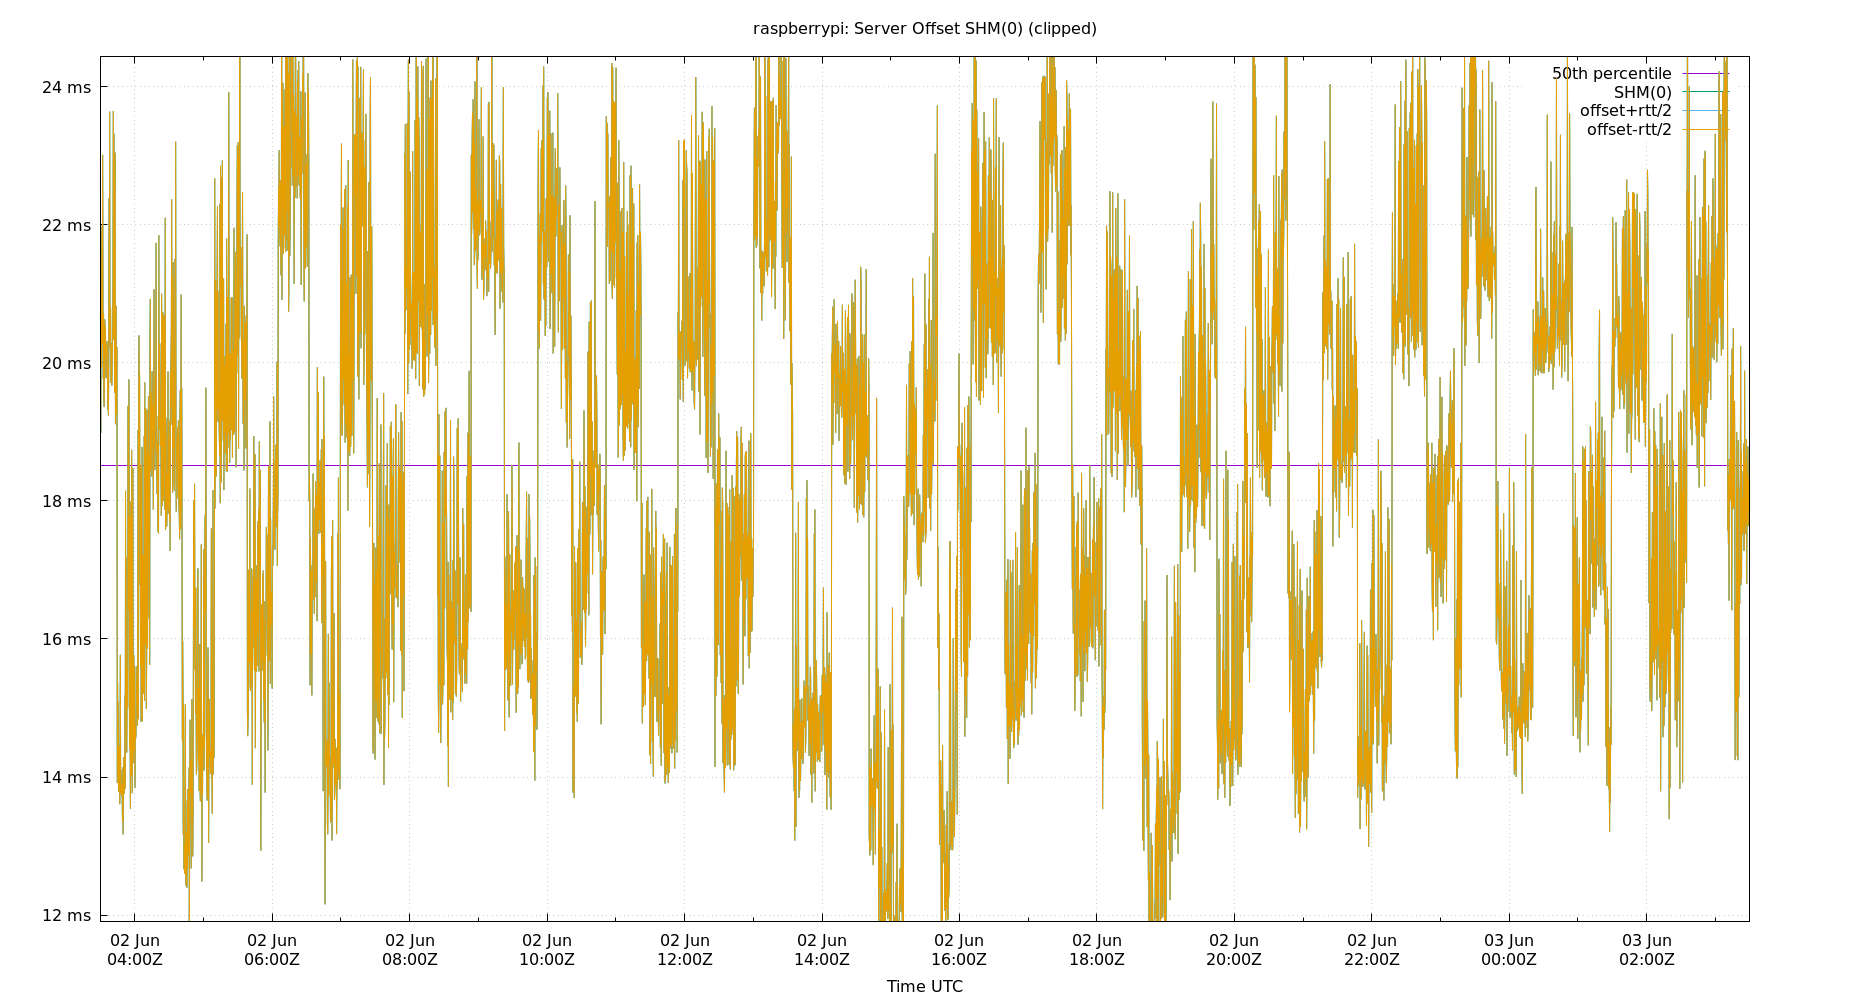 raspberrypi: Server Offset SHM(0) (clipped)
50th percentile
SHM(0)
offset+rtt/2
offset-rtt/2
24 ms
22 ms
20 ms
18 ms
16 ms
14 ms
12 ms
02 Jun 02 Jun 02 Jun 02 Jun 02 Jun 02 Jun 02 Jun 02 Jun 02 Jun 02 Jun 03 Jun 03 Jun
04:00Z 06:00Z 08:00Z 10:00Z 12:00Z 14:00Z 16:00Z 18:00Z 20:00Z 22:00Z 00:00Z 02:00Z
Time UTC